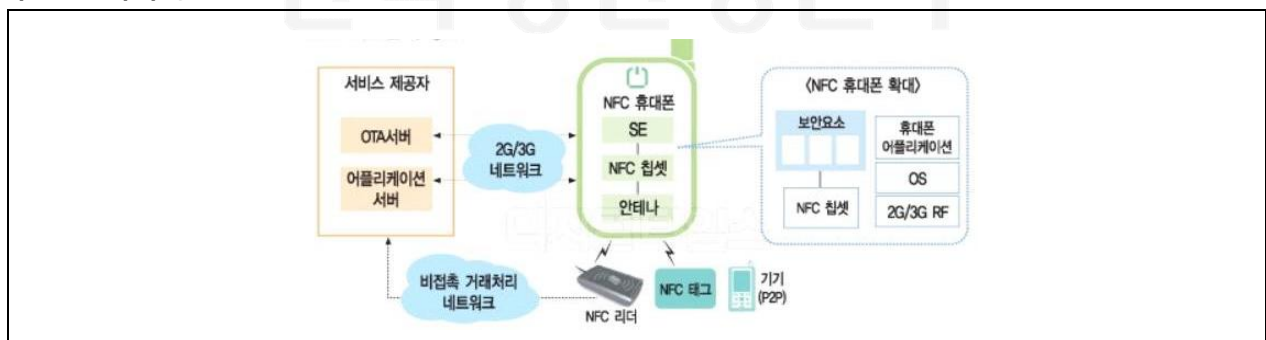 서비스 제공자
OTA서버
어플리케이션
서버
2G/3G
네트워크
NFC 휴대폰
SE
NFC 칩셋
안테나
〈NFC 휴대폰 확대〉
보안요소
NFC 칩셋
휴대폰
어플리케이션
OS
2G/3G RF
비접촉 거래처리
네트워크
NFC 리더
NFC 태그
기기
(P2P)